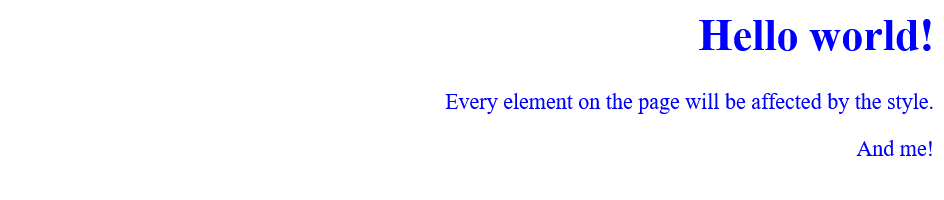 Hello world!
Every element on the page will be affected by the style.
And me!